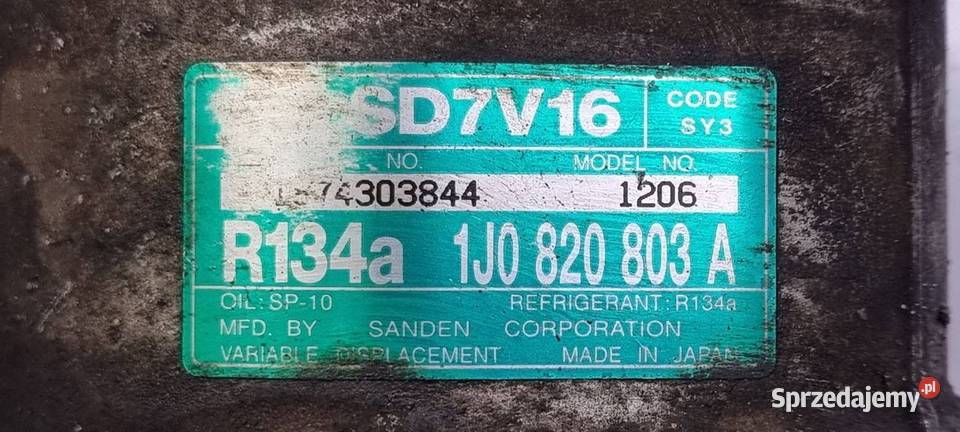 SD7V16
CODE
SY3
NO.
MODEL NO.
74303844
1206
R134a
1J0 820 803 A
OIL: SP-10
REFRIGERANT: R134a
MFD. BY SANDEN CORPORATION
VARIABLE DISPLACEMENT
MADE IN JAPAN
Sprzedajemy.pl